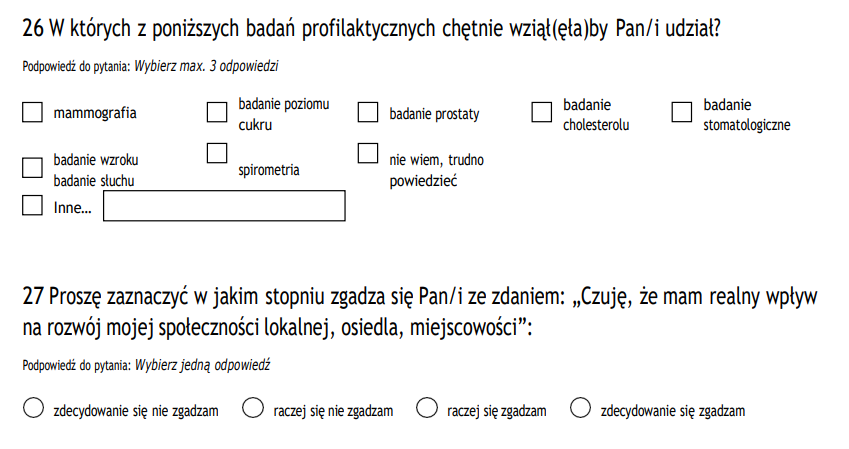 26 W których z poniższych badań profilaktycznych chętnie wziął(ęła)by Pan/i udział?
Podpowiedź do pytania: Wybierz max. 3 odpowiedzi
mammografia
badanie poziomu
cukru
badanie prostaty
badanie
cholesterolu
badanie
stomatologiczne
badanie wzroku
badanie słuchu
spirometria
nie wiem, trudno
powiedzieć
Inne...
27 Proszę zaznaczyć w jakim stopniu zgadza się Pan/i ze zdaniem: „Czuję, że mam realny wpływ
na rozwój mojej społeczności lokalnej, osiedla, miejscowości”:
Podpowiedź do pytania: Wybierz jedną odpowiedź
zdecydowanie się nie zgadzam raczej się nie zgadzam raczej się zgadzam zdecydowanie się zgadzam